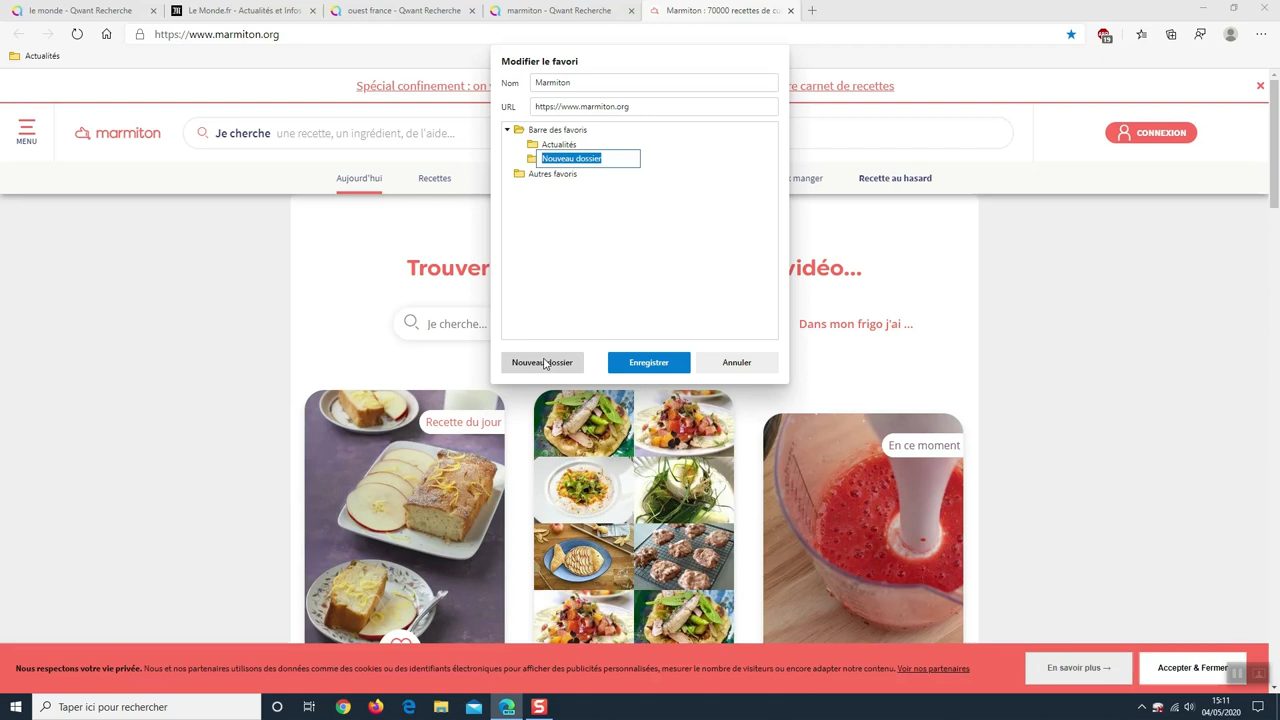 le monde - Qwant Recherche
Le Monde.fr - Actualités et Infos
ouest france - Qwant Recherche
marmiton - Qwant Recherche
Marmiton : 70000 recettes de
https://www.marmiton.org
19
Actualités
Spécial confinement : on
re carnet de recettes
MENU
marmiton
Je cherche une recette, un ingrédient, de l'aide...
CONNEXION
Aujourd'hui
Recettes
manger
Recette au hasard
Modifier le favori
Nom
Marmiton
URL
https://www.marmiton.org
Barre des favoris
Actualités
Nouveau dossier
Autres favoris
Nouveau dossier
Enregistrer
Annuler
Trouver
vidéo...
Je cherche...
Dans mon frigo j'ai ...
Recette du jour
En ce moment
Nous respectons votre vie privée. Nous et nos partenaires utilisons des données comme des cookies ou des identifiants électroniques pour afficher des publicités personnalisées, mesurer le nombre de visiteurs ou encore adapter notre contenu. Voir nos partenaires
En savoir plus →
Accepter & Fermer
Taper ici pour rechercher
15:11
04/05/2020